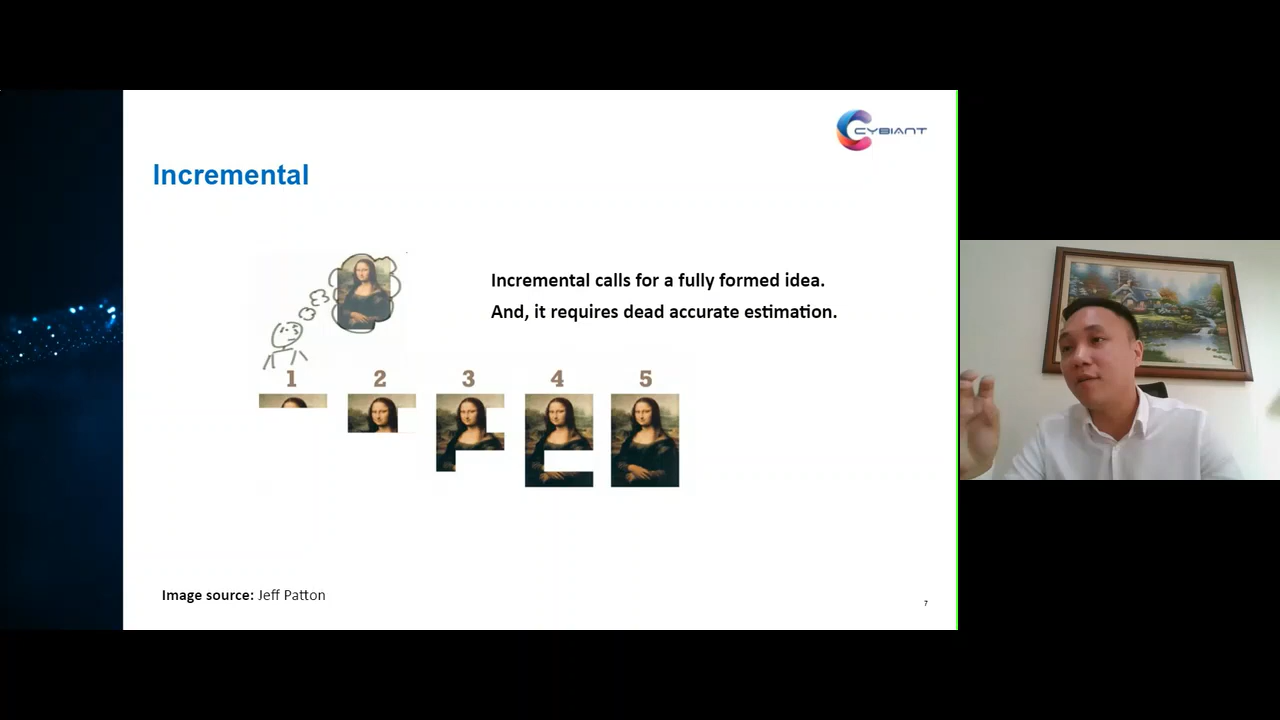 CYBIANT
Incremental
Incremental calls for a fully formed idea.
And, it requires dead accurate estimation.
1 2 3 4 5
Image source: Jeff Patton
7